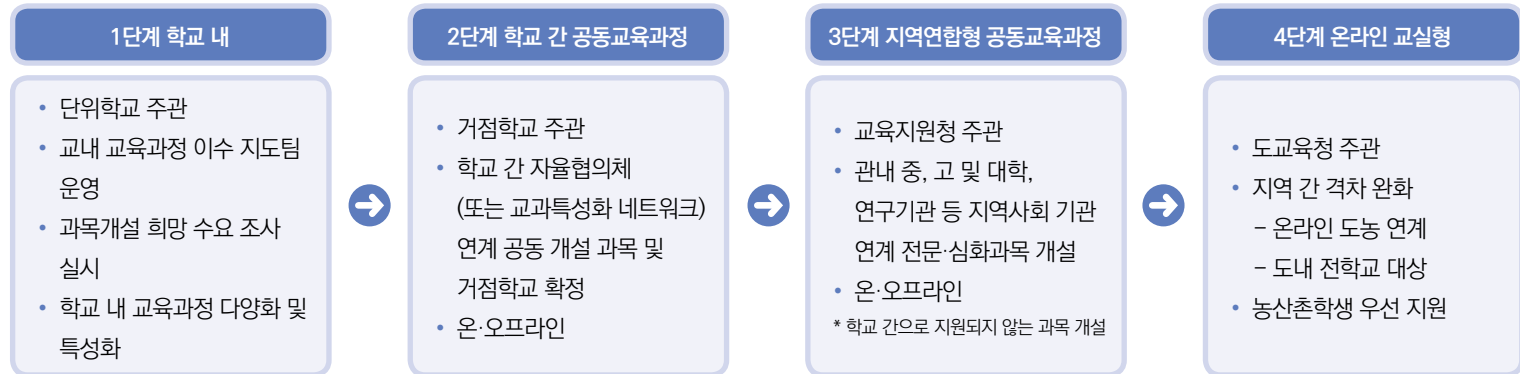 1단계 학교 내
• 단위학교 주관
• 교내 교육과정 이수 지도팀
운영
• 과목개설 희망 수요 조사
실시
• 학교 내 교육과정 다양화 및
특성화
2단계 학교 간 공동교육과정
• 거점학교 주관
• 학교 간 자율협의체
(또는 교과특성화 네트워크)
연계 공동 개설 과목 및
거점학교 확정
• 온·오프라인
3단계 지역연합형 공동교육과정
• 교육지원청 주관
• 관내 중, 고 및 대학,
연구기관 등 지역사회 기관
연계 전문·심화과목 개설
• 온·오프라인
* 학교 간으로 지원되지 않는 과목 개설
4단계 온라인 교실형
• 도교육청 주관
• 지역 간 격차 완화
– 온라인 도농 연계
– 도내 전학교 대상
• 농산촌학생 우선 지원